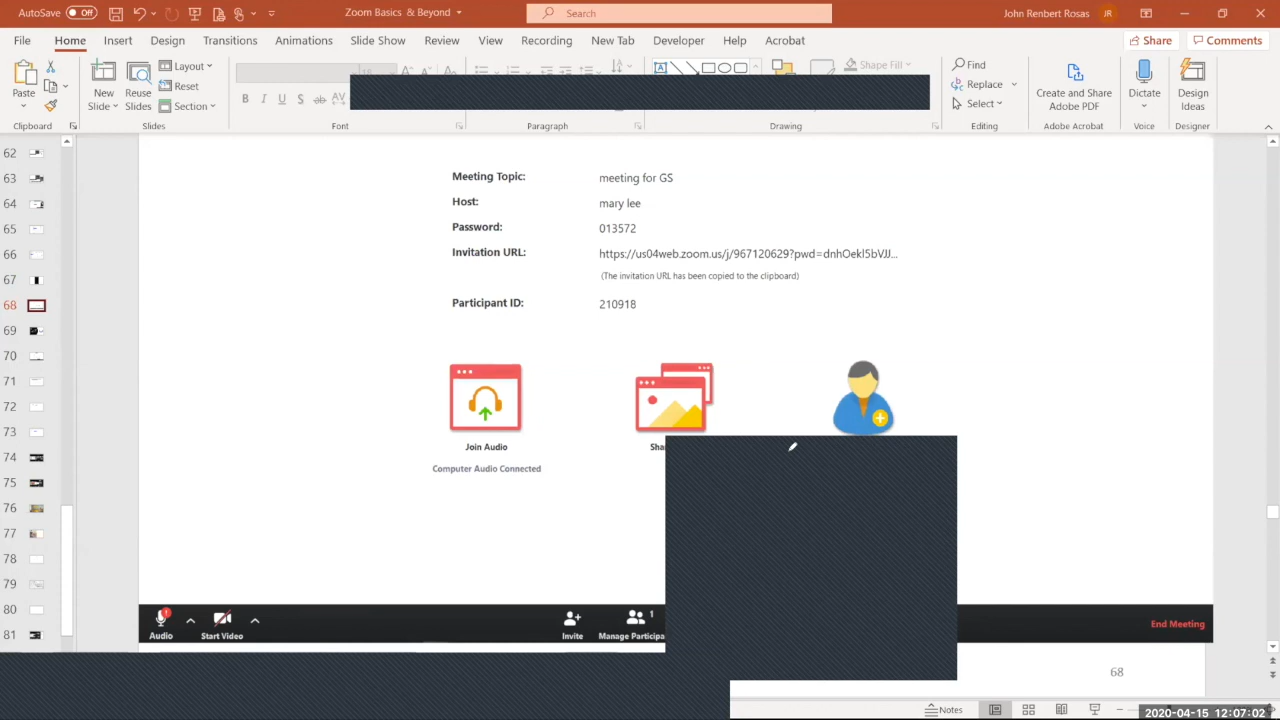 AutoSave Off Zoom Basics & Beyond Search John Renbert Rosas JR
File Home Insert Design Transitions Animations Slide Show Review View Recording New Tab Developer Help Acrobat Share Comments
Paste New Slide Reuse Slides Layout Reset Section Shape Fill Find Replace Select Create and Share Adobe PDF Dictate Design Ideas
Clipboard Slides Font Paragraph Drawing Editing Adobe Acrobat Voice Designer
62
63
64
65
68
69
70
74
76
77
78
79
80
81
Meeting Topic: meeting for GS
Host: mary lee
Password: 013572
Invitation URL: https://us04web.zoom.us/j/967120629?pwd=dnhOekl5bVJJ...
(The invitation URL has been copied to the clipboard)
Participant ID: 210918
Join Audio Sha
Computer Audio Connected
Audio Start Video Invite Manage Participa 1 End Meeting
68
Notes
2020-04-15 12:07:02